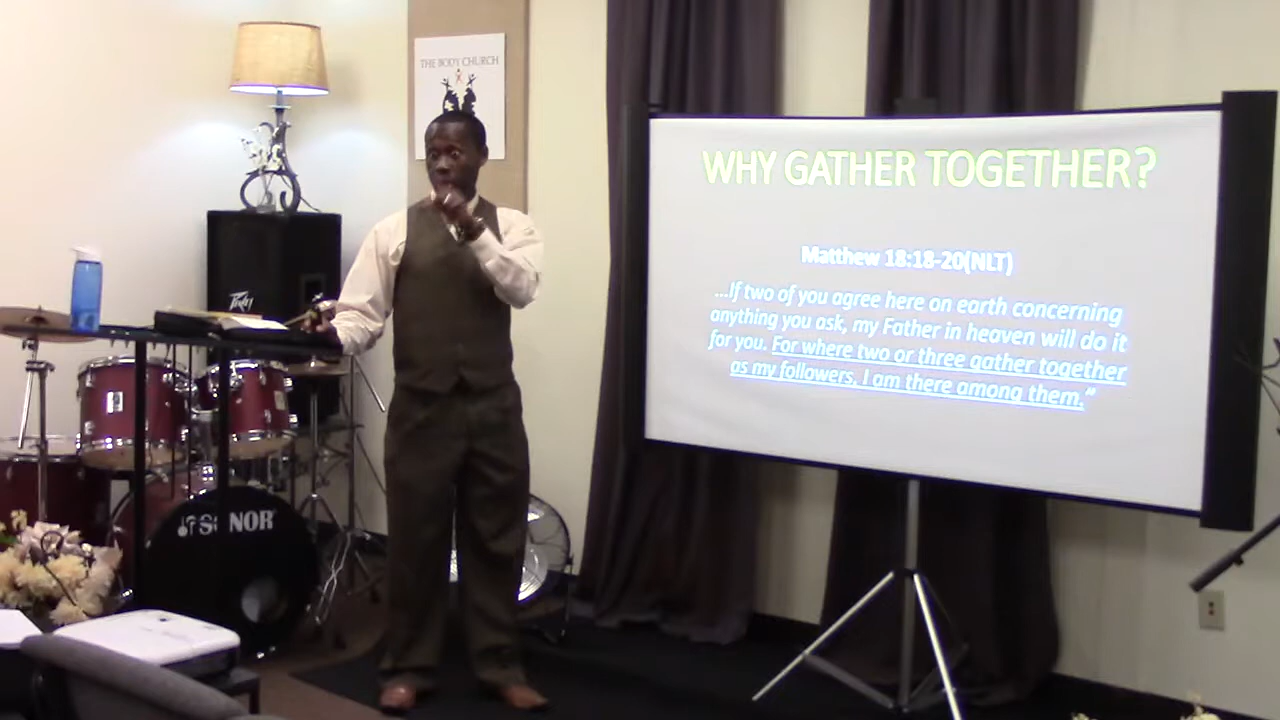 THE BODY CHURCH
WHY GATHER TOGETHER?
Matthew 18:18-20(NLT)
...If two of you agree here on earth concerning
anything you ask, my Father in heaven will do it
for you. For where two or three gather together
as my followers, I am there among them."
Peavey
SONOR